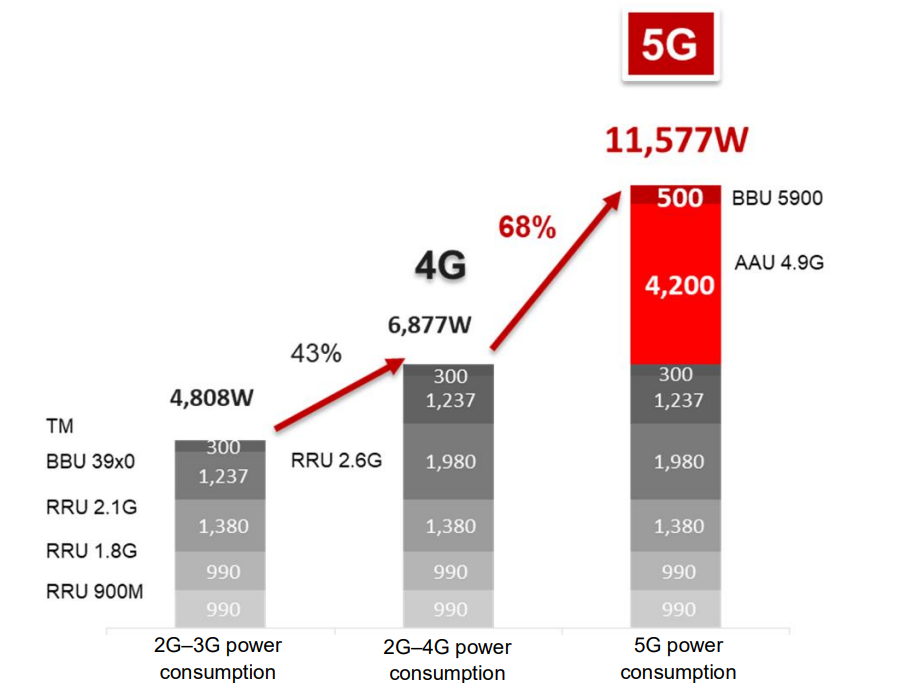 5G
11,577W
500
BBU 5900
AAU 4.9G
4,200
68%
4G
6,877W
43%
4,808W
TM
BBU 39x0
RRU 2.1G
RRU 1.8G
RRU 900M
300
1,237
1,380
990
990
RRU 2.6G
300
1,237
1,980
1,380
990
990
300
1,237
1,980
1,380
990
990
2G–3G power
consumption
2G–4G power
consumption
5G power
consumption